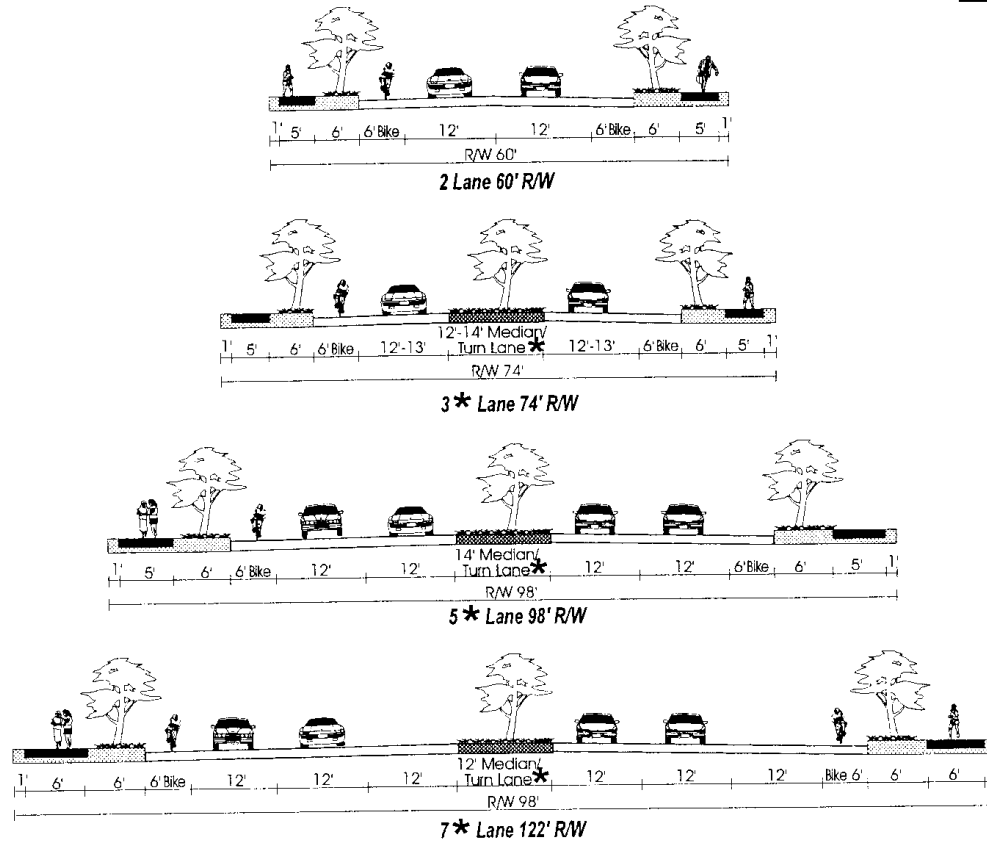 1' 5' 6' 6' Bike 12' 12' 6' Bike 6' 5' 1'
R/W 60'
2 Lane 60' R/W
12'-14' Median/
1' 5' 6' 6' Bike 12'-13' Turn Lane* 12'-13' 6' Bike 6' 5' 1'
R/W 74'
3* Lane 74' R/W
14' Median/
1' 5' 6' 6' Bike 12' 12' Turn Lane* 12' 12' 6' Bike 6' 5' 1'
R/W 98'
5* Lane 98' R/W
12' Median/
1' 6' 6' 6' Bike 12' 12' 12' Turn Lane* 12' 12' 12' Bike 6' 6' 6'
R/W 98'
7* Lane 122' R/W